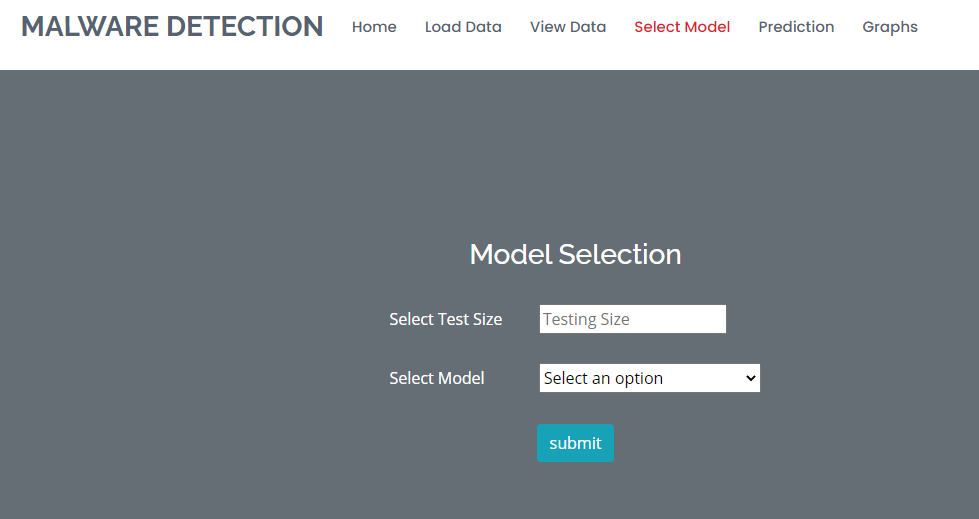 MALWARE DETECTION Home Load Data View Data Select Model Prediction Graphs
Model Selection
Select Test Size Testing Size
Select Model Select an option
submit